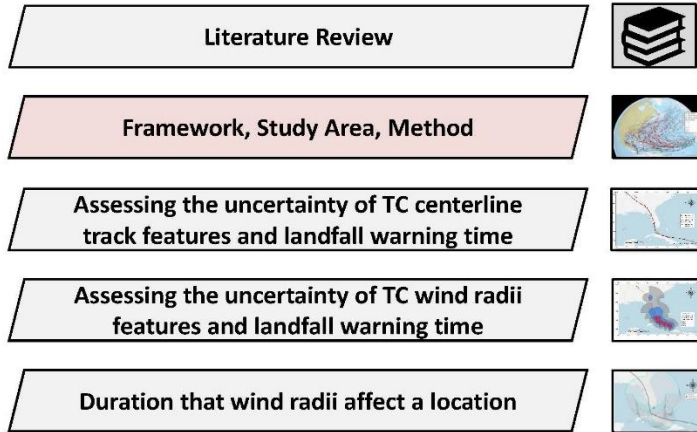 Literature Review
Framework, Study Area, Method
Assessing the uncertainty of TC centerline
track features and landfall warning time
Assessing the uncertainty of TC wind radii
features and landfall warning time
Duration that wind radii affect a location